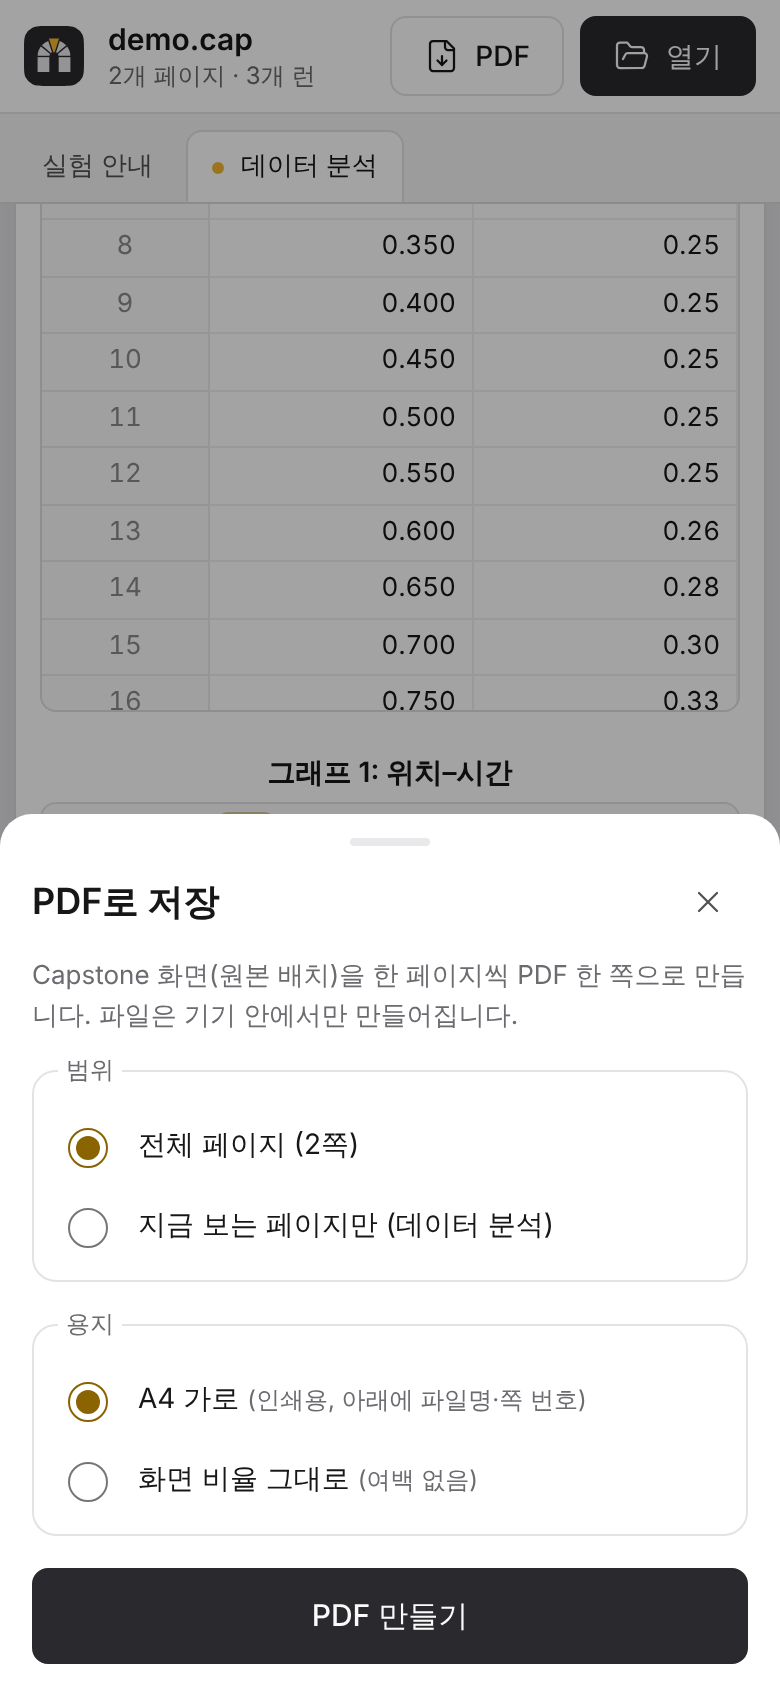 demo.cap
2개 페이지 · 3개 런
PDF
열기
실험 안내
데이터 분석
8 0.350 0.25
9 0.400 0.25
10 0.450 0.25
11 0.500 0.25
12 0.550 0.25
13 0.600 0.26
14 0.650 0.28
15 0.700 0.30
16 0.750 0.33
그래프 1: 위치–시간
PDF로 저장
Capstone 화면(원본 배치)을 한 페이지씩 PDF 한 쪽으로 만듭
니다. 파일은 기기 안에서만 만들어집니다.
범위
전체 페이지 (2쪽)
지금 보는 페이지만 (데이터 분석)
용지
A4 가로 (인쇄용, 아래에 파일명·쪽 번호)
화면 비율 그대로 (여백 없음)
PDF 만들기